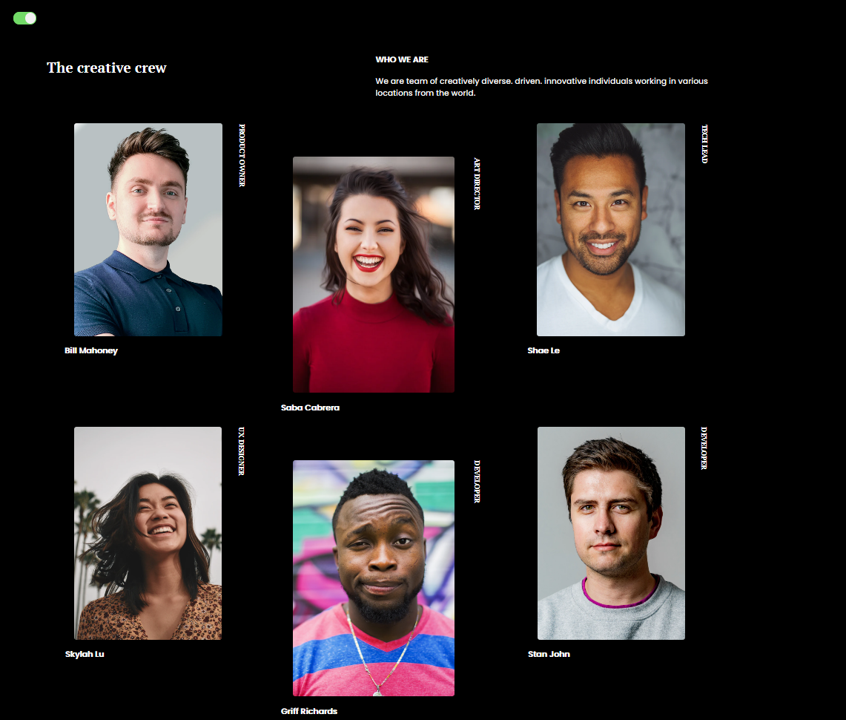 The creative crew
WHO WE ARE
We are team of creatively diverse. driven. innovative individuals working in various
locations from the world.
PRODUCT OWNER
Bill Mahoney
ART DIRECTOR
Saba Cabrera
TECH LEAD
Shae Le
UX DESIGNER
Skylah Lu
DEVELOPER
Griff Richards
DEVELOPER
Stan John